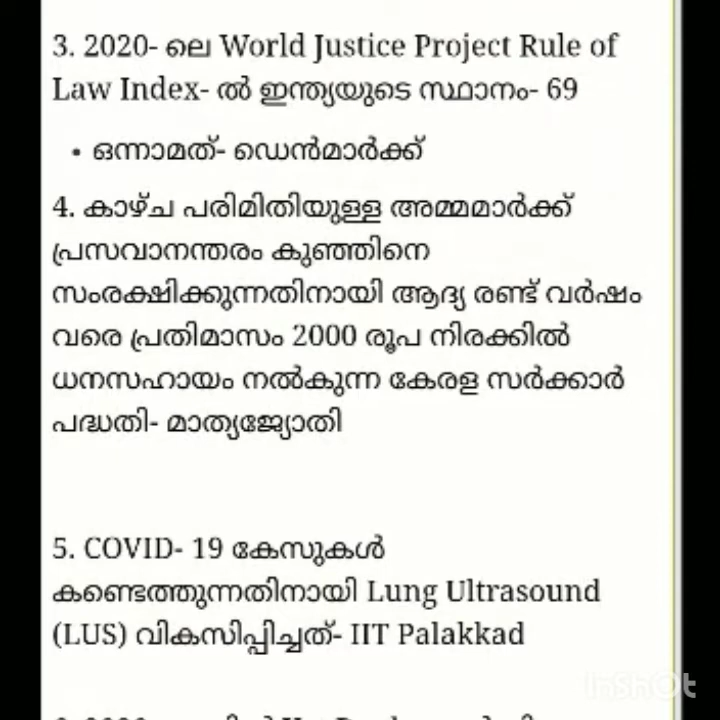 3. 2020- ലെ World Justice Project Rule of
Law Index- ൽ ഇന്ത്യയുടെ സ്ഥാനം- 69
• ഒന്നാമത്- ഡെൻമാർക്ക്
4. കാഴ്ച പരിമിതിയുള്ള അമ്മമാർക്ക്
പ്രസവാനന്തരം കുഞ്ഞിനെ
സംരക്ഷിക്കുന്നതിനായി ആദ്യ രണ്ട് വർഷം
വരെ പ്രതിമാസം 2000 രൂപ നിരക്കിൽ
ധനസഹായം നൽകുന്ന കേരള സർക്കാർ
പദ്ധതി- മാത്യജ്യോതി
5. COVID- 19 കേസുകൾ
കണ്ടെത്തുന്നതിനായി Lung Ultrasound
(LUS) വികസിപ്പിച്ചത്- IIT Palakkad
InShOt